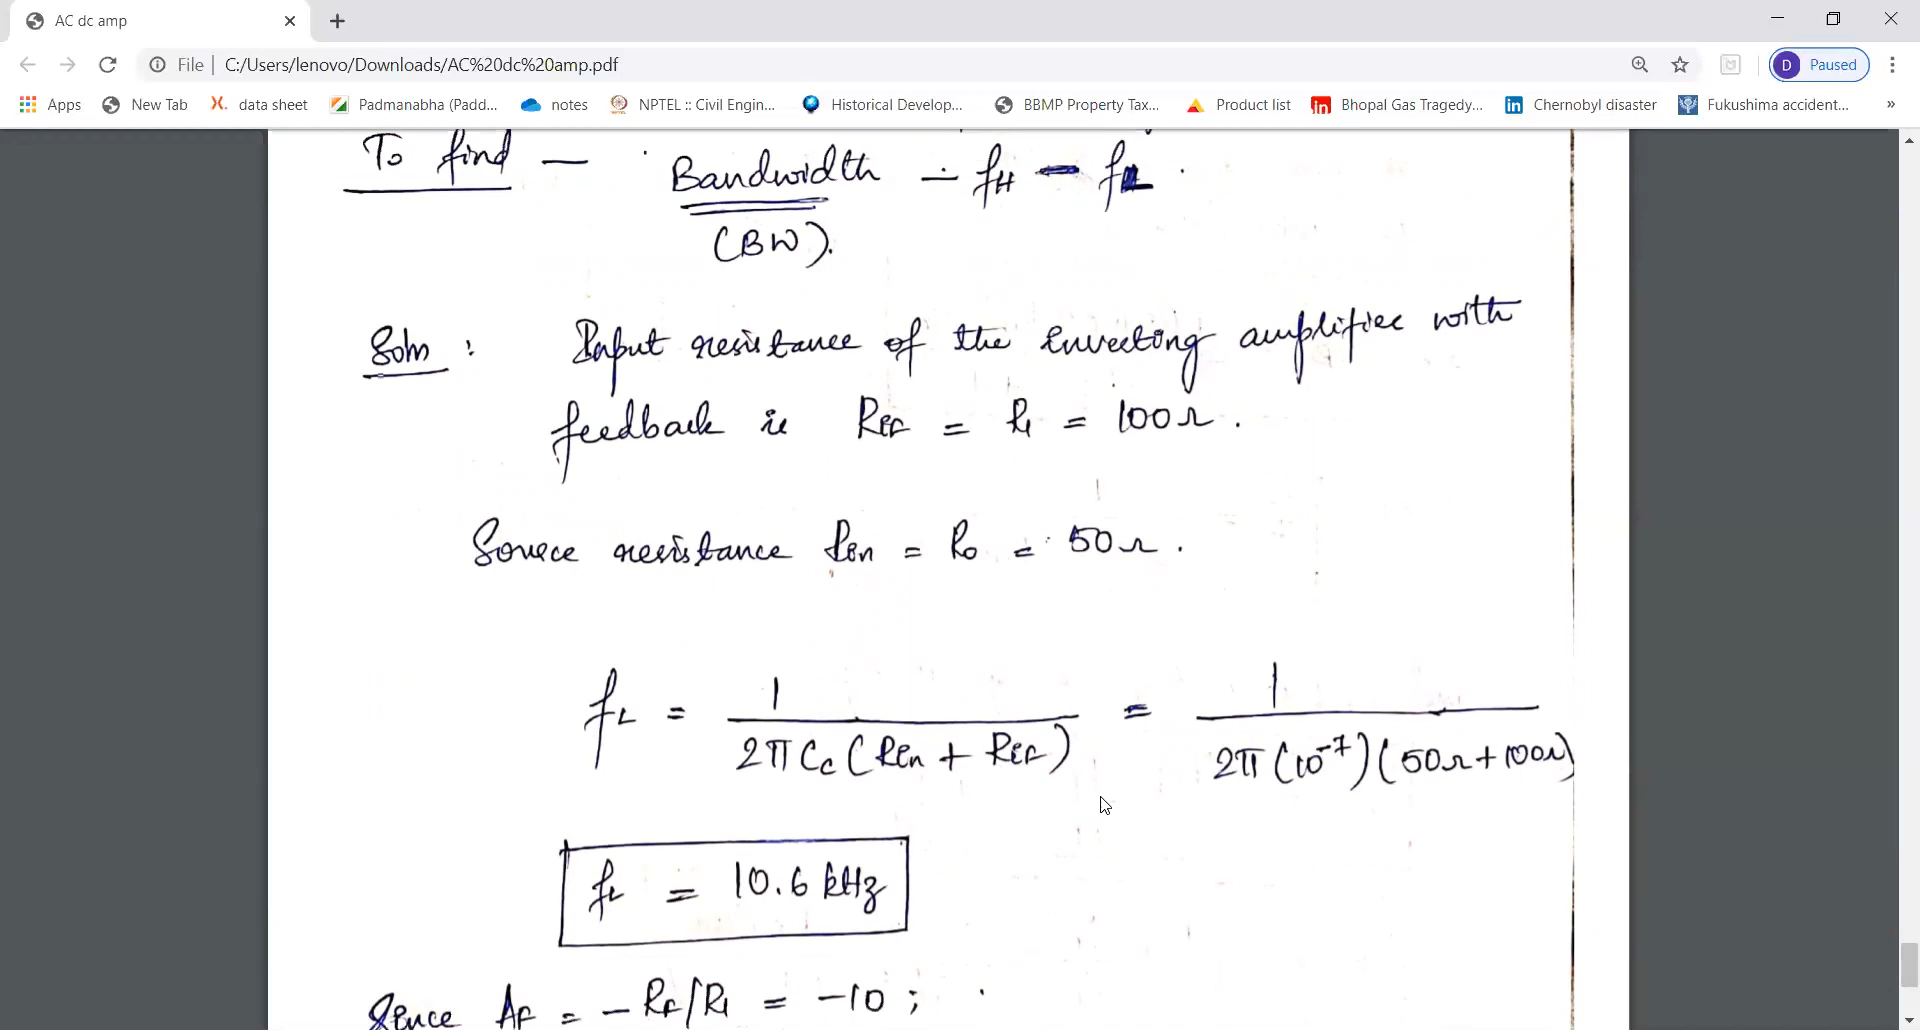 AC dc amp
File | C:/Users/lenovo/Downloads/AC%20dc%20amp.pdf
D Paused
Apps New Tab data sheet Padmanabha (Padd... notes NPTEL :: Civil Engin... Historical Develop... BBMP Property Tax... Product list Bhopal Gas Tragedy... Chernobyl disaster Fukushima accident... »
To find — Bandwidth - fH - fL.
(BW).
Soln : Input resistance of the inverting amplifier with
feedback is RiF = R1 = 100Ω.
Source resistance Rin = Ro = 50Ω.
fL = 1 / 2π Cc (Rin + RiF) = 1 / 2π (10⁻⁷) (50Ω + 100Ω)
fL = 10.6 kHz
Since AF = - RF/R1 = -10 ;